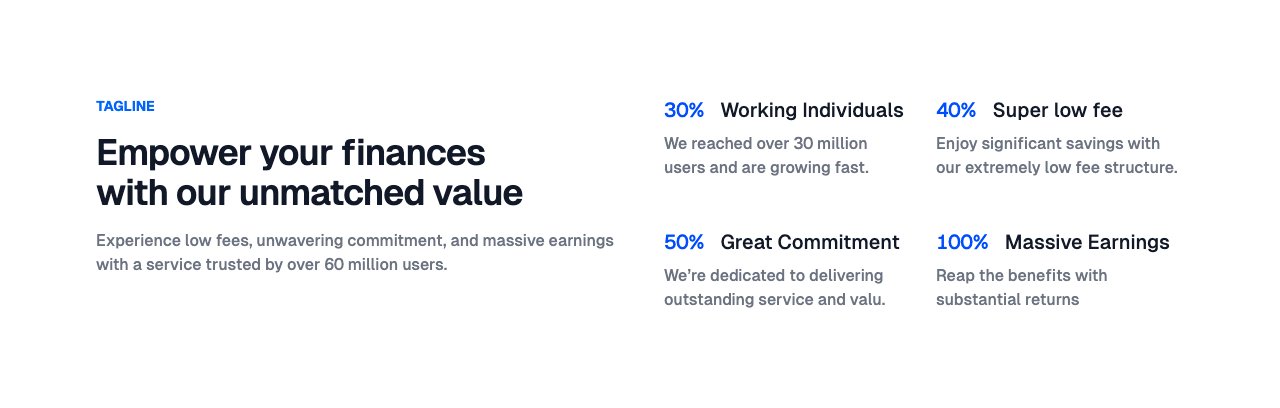 TAGLINE
Empower your finances
with our unmatched value
Experience low fees, unwavering commitment, and massive earnings
with a service trusted by over 60 million users.
30% Working Individuals
We reached over 30 million
users and are growing fast.
40% Super low fee
Enjoy significant savings with
our extremely low fee structure.
50% Great Commitment
We’re dedicated to delivering
outstanding service and valu.
100% Massive Earnings
Reap the benefits with
substantial returns